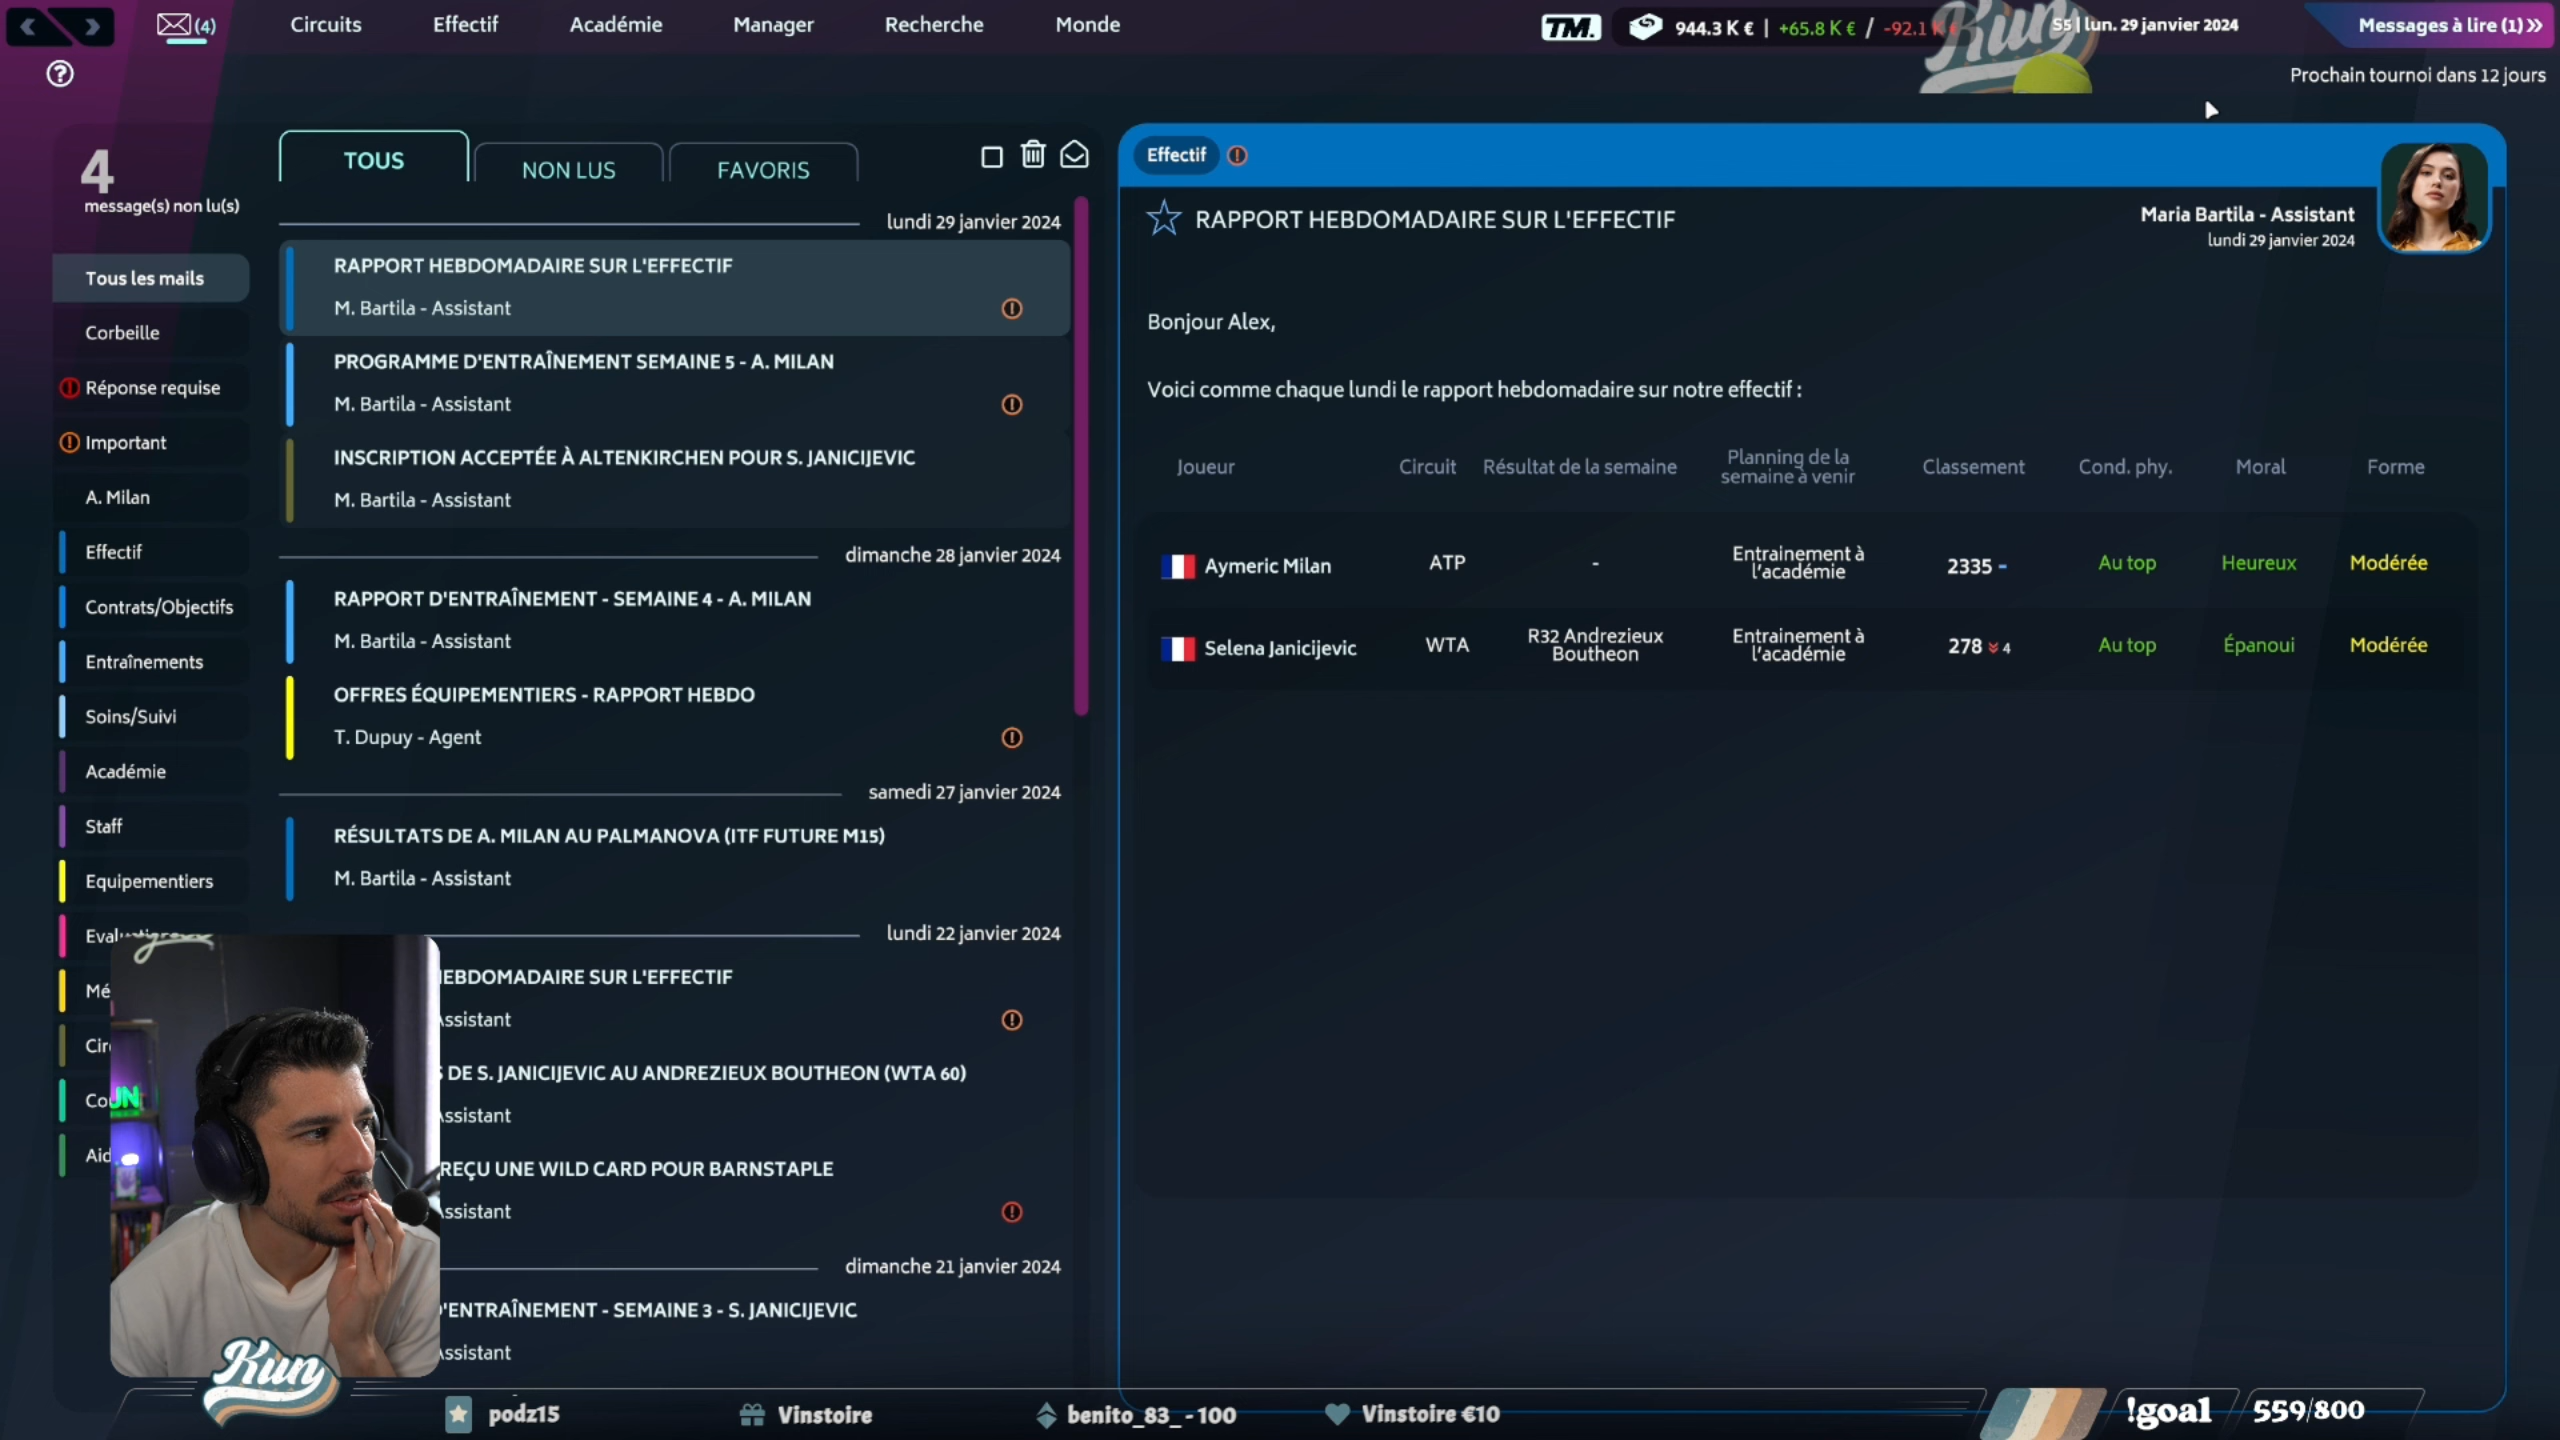 (4)
Circuits
Effectif
Académie
Manager
Recherche
Monde
TM.
944.3 K € | +65.8 K € / -92.1 K €
Kun
S5 | lun. 29 janvier 2024
Messages à lire (1)
Prochain tournoi dans 12 jours
4
message(s) non lu(s)
Tous les mails
Corbeille
Réponse requise
Important
A. Milan
Effectif
Contrats/Objectifs
Entraînements
Soins/Suivi
Académie
Staff
Equipementiers
TOUS
NON LUS
FAVORIS
lundi 29 janvier 2024
RAPPORT HEBDOMADAIRE SUR L'EFFECTIF
M. Bartila - Assistant
PROGRAMME D'ENTRAÎNEMENT SEMAINE 5 - A. MILAN
M. Bartila - Assistant
INSCRIPTION ACCEPTÉE À ALTENKIRCHEN POUR S. JANICIJEVIC
M. Bartila - Assistant
dimanche 28 janvier 2024
RAPPORT D'ENTRAÎNEMENT - SEMAINE 4 - A. MILAN
M. Bartila - Assistant
OFFRES ÉQUIPEMENTIERS - RAPPORT HEBDO
T. Dupuy - Agent
samedi 27 janvier 2024
RÉSULTATS DE A. MILAN AU PALMANOVA (ITF FUTURE M15)
M. Bartila - Assistant
lundi 22 janvier 2024
HEBDOMADAIRE SUR L'EFFECTIF
Assistant
DE S. JANICIJEVIC AU ANDREZIEUX BOUTHEON (WTA 60)
Assistant
REÇU UNE WILD CARD POUR BARNSTAPLE
Assistant
dimanche 21 janvier 2024
D'ENTRAÎNEMENT - SEMAINE 3 - S. JANICIJEVIC
Assistant
Effectif
RAPPORT HEBDOMADAIRE SUR L'EFFECTIF
Maria Bartila - Assistant
lundi 29 janvier 2024
Bonjour Alex,
Voici comme chaque lundi le rapport hebdomadaire sur notre effectif :
Joueur Circuit Résultat de la semaine Planning de la semaine à venir Classement Cond. phy. Moral Forme
Aymeric Milan ATP - Entrainement à l'académie 2335 - Au top Heureux Modérée
Selena Janicijevic WTA R32 Andrezieux Boutheon Entrainement à l'académie 278 4 Au top Épanoui Modérée
Kun
podz15
Vinstoire
benito_83_ - 100
Vinstoire €10
!goal
559/800